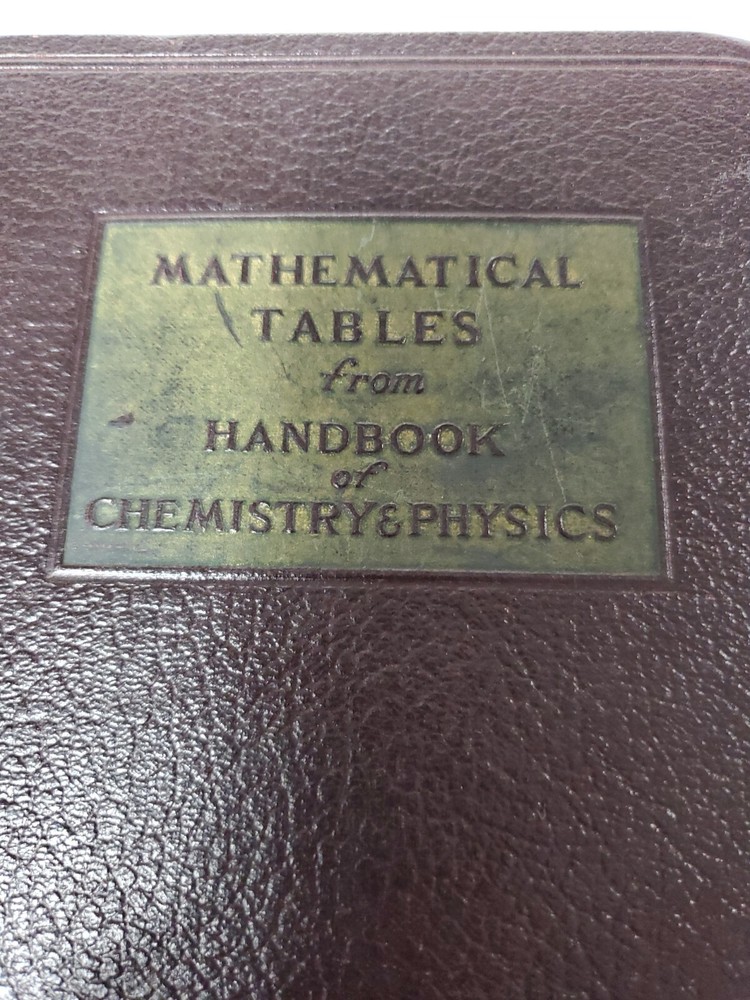 MATHEMATICAL
TABLES
from
HANDBOOK
of
CHEMISTRY&PHYSICS